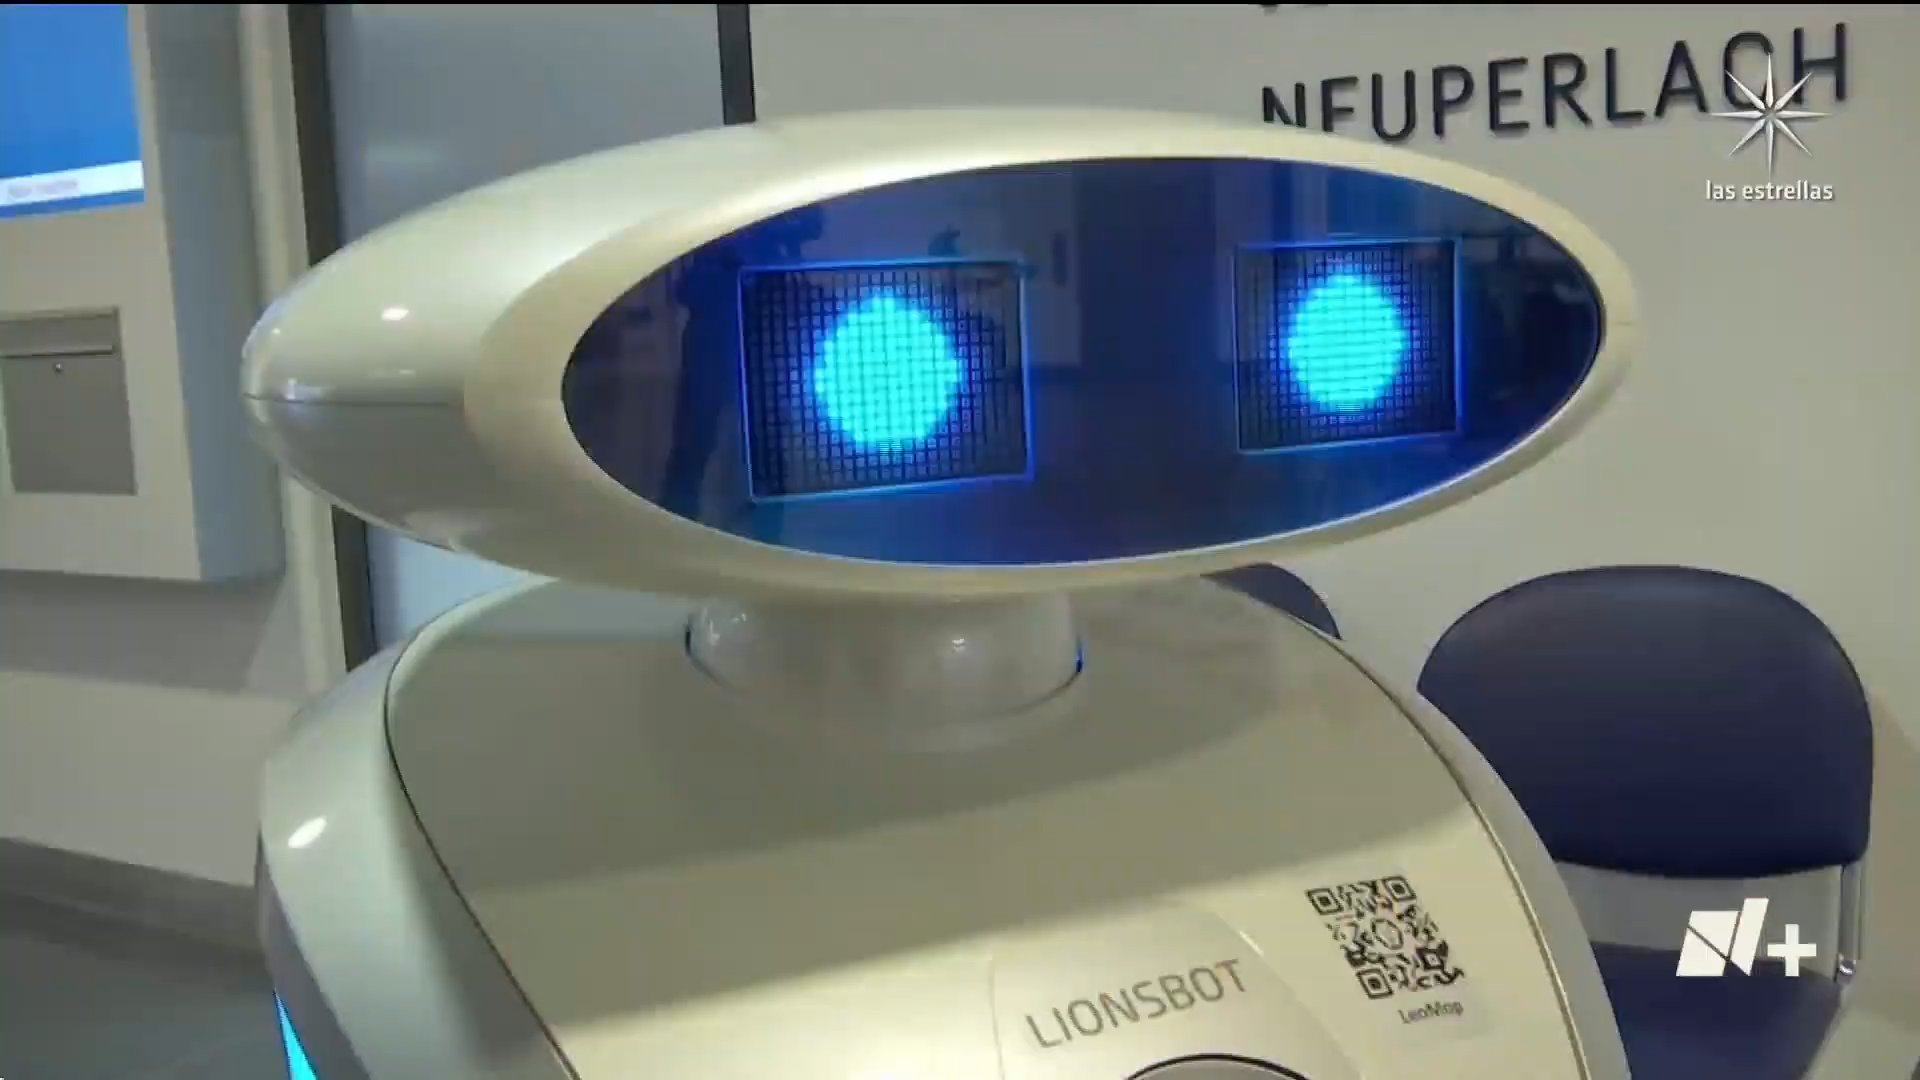 NEUPERLACH
las estrellas
LIONSBOT
LeoMop
N+